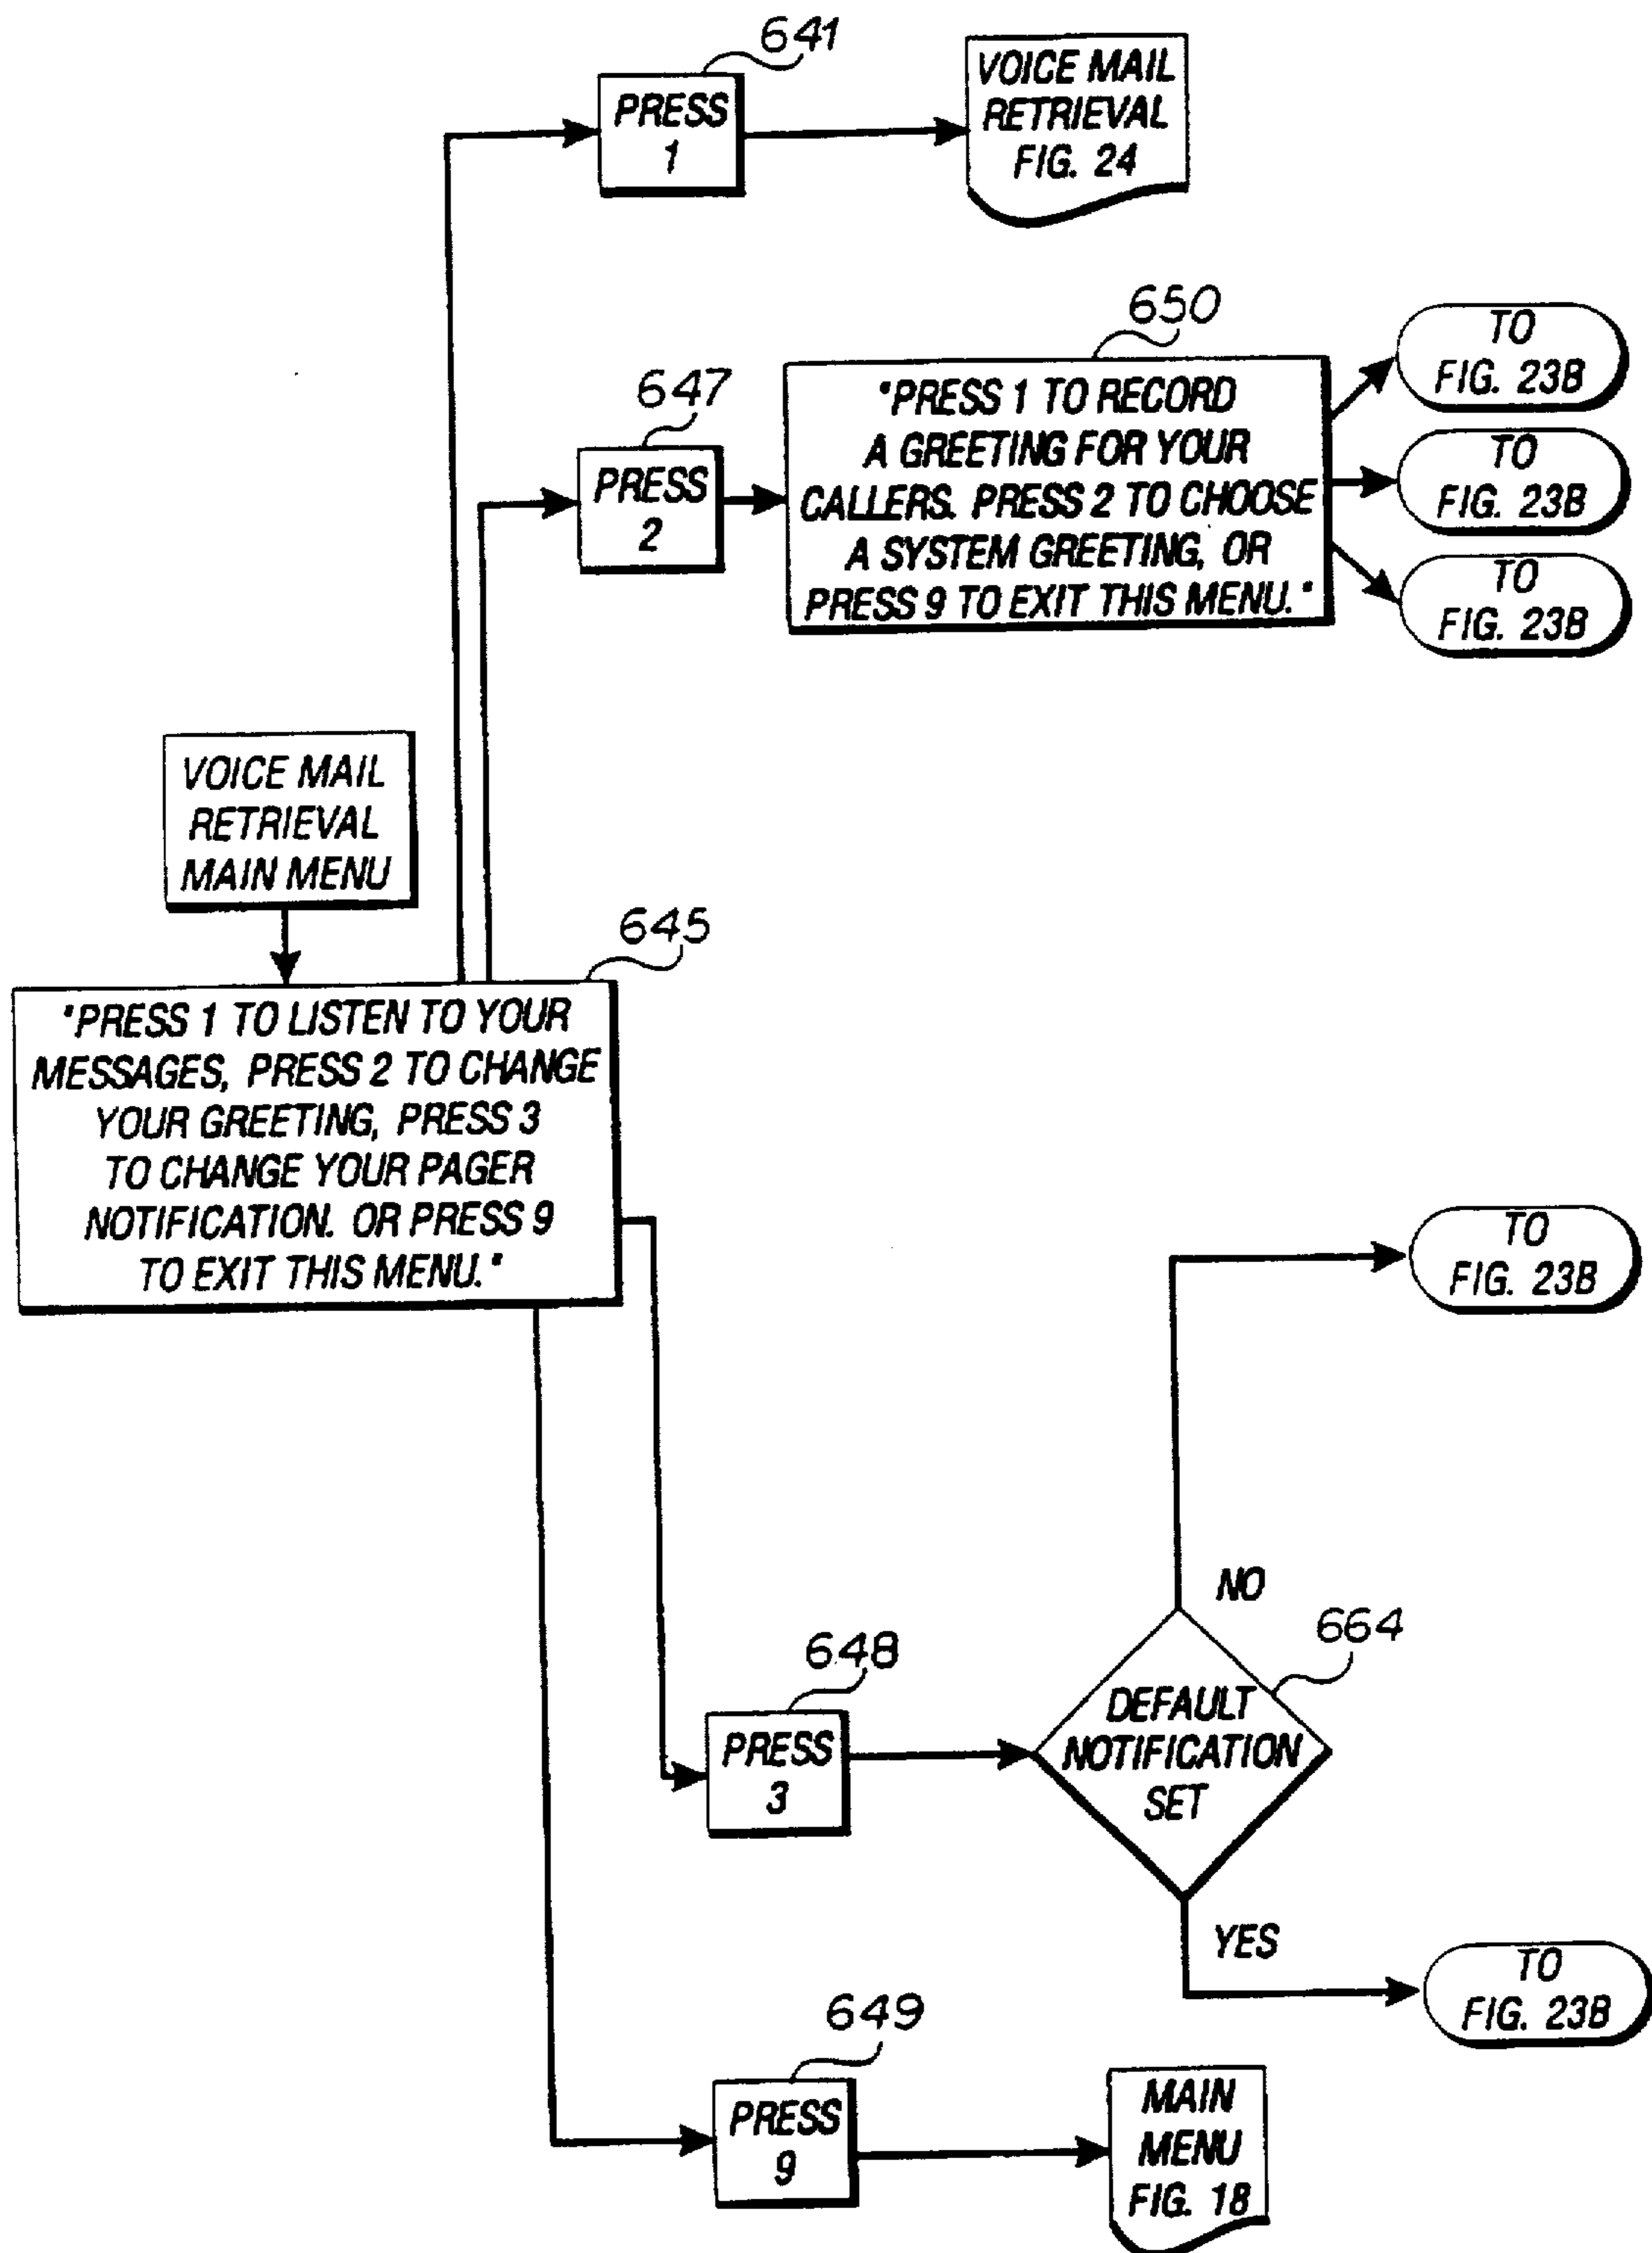 641
PRESS
1
VOICE MAIL
RETRIEVAL
FIG. 24
650
647
PRESS
2
"PRESS 1 TO RECORD
A GREETING FOR YOUR
CALLERS. PRESS 2 TO CHOOSE
A SYSTEM GREETING, OR
PRESS 9 TO EXIT THIS MENU."
TO
FIG. 23B
TO
FIG. 23B
TO
FIG. 23B
VOICE MAIL
RETRIEVAL
MAIN MENU
645
"PRESS 1 TO LISTEN TO YOUR
MESSAGES, PRESS 2 TO CHANGE
YOUR GREETING, PRESS 3
TO CHANGE YOUR PAGER
NOTIFICATION. OR PRESS 9
TO EXIT THIS MENU."
TO
FIG. 23B
NO
664
648
PRESS
3
DEFAULT
NOTIFICATION
SET
YES
TO
FIG. 23B
649
PRESS
9
MAIN
MENU
FIG. 18